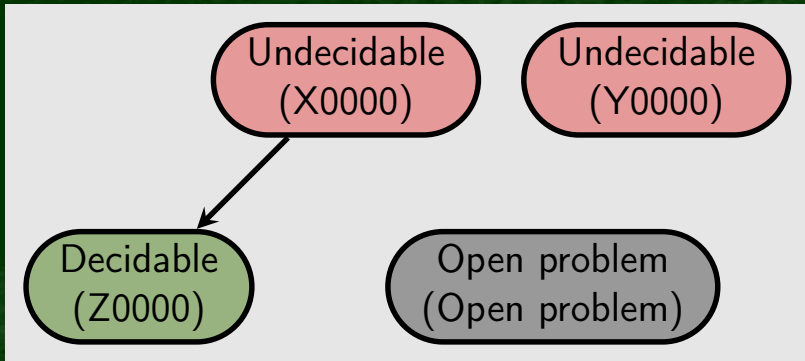 Undecidable
(X0000)
Undecidable
(Y0000)
Decidable
(Z0000)
Open problem
(Open problem)